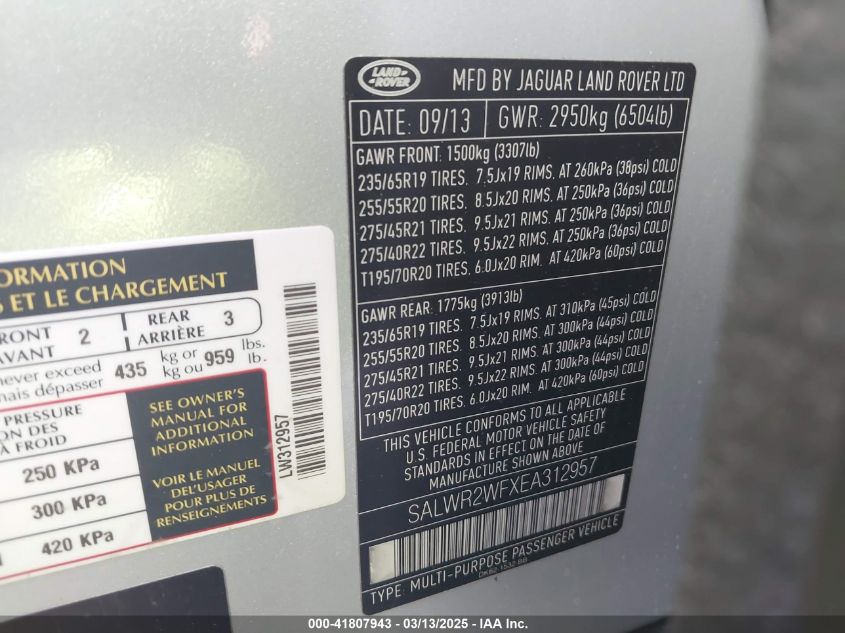 LAND
ROVER
MFD BY JAGUAR LAND ROVER LTD
DATE: 09/13 GWR: 2950kg (6504lb)
GAWR FRONT: 1500kg (3307lb)
235/65R19 TIRES. 7.5Jx19 RIMS. AT 260kPa (38psi) COLD
255/55R20 TIRES. 8.5Jx20 RIMS. AT 250kPa (36psi) COLD
275/45R21 TIRES. 9.5Jx21 RIMS. AT 250kPa (36psi) COLD
275/40R22 TIRES. 9.5Jx22 RIMS. AT 250kPa (36psi) COLD
T195/70R20 TIRES. 6.0Jx20 RIM. AT 420kPa (60psi) COLD
GAWR REAR: 1775kg (3913lb)
235/65R19 TIRES. 7.5Jx19 RIMS. AT 310kPa (45psi) COLD
255/55R20 TIRES. 8.5Jx20 RIMS. AT 300kPa (44psi) COLD
275/45R21 TIRES. 9.5Jx21 RIMS. AT 300kPa (44psi) COLD
275/40R22 TIRES. 9.5Jx22 RIMS. AT 300kPa (44psi) COLD
T195/70R20 TIRES. 6.0Jx20 RIM. AT 420kPa (60psi) COLD
THIS VEHICLE CONFORMS TO ALL APPLICABLE
U.S. FEDERAL MOTOR VEHICLE SAFETY
STANDARDS IN EFFECT ON THE DATE OF
MANUFACTURE SHOWN ABOVE
SALWR2WFXEA312957
TYPE: MULTI-PURPOSE PASSENGER VEHICLE
ORMATION
ET LE CHARGEMENT
FRONT 2 REAR 3
AVANT ARRIÈRE
never exceed 435 kg or 959 lbs.
mais dépasser kg ou lb.
PRESSURE
ON DES
À FROID
250 KPa
300 KPa
420 KPa
SEE OWNER'S
MANUAL FOR
ADDITIONAL
INFORMATION
VOIR LE MANUEL
DEL'USAGER
POUR PLUS DE
RENSEIGNEMENTS
LW312957
000-41807943 - 03/13/2025 - IAA Inc.